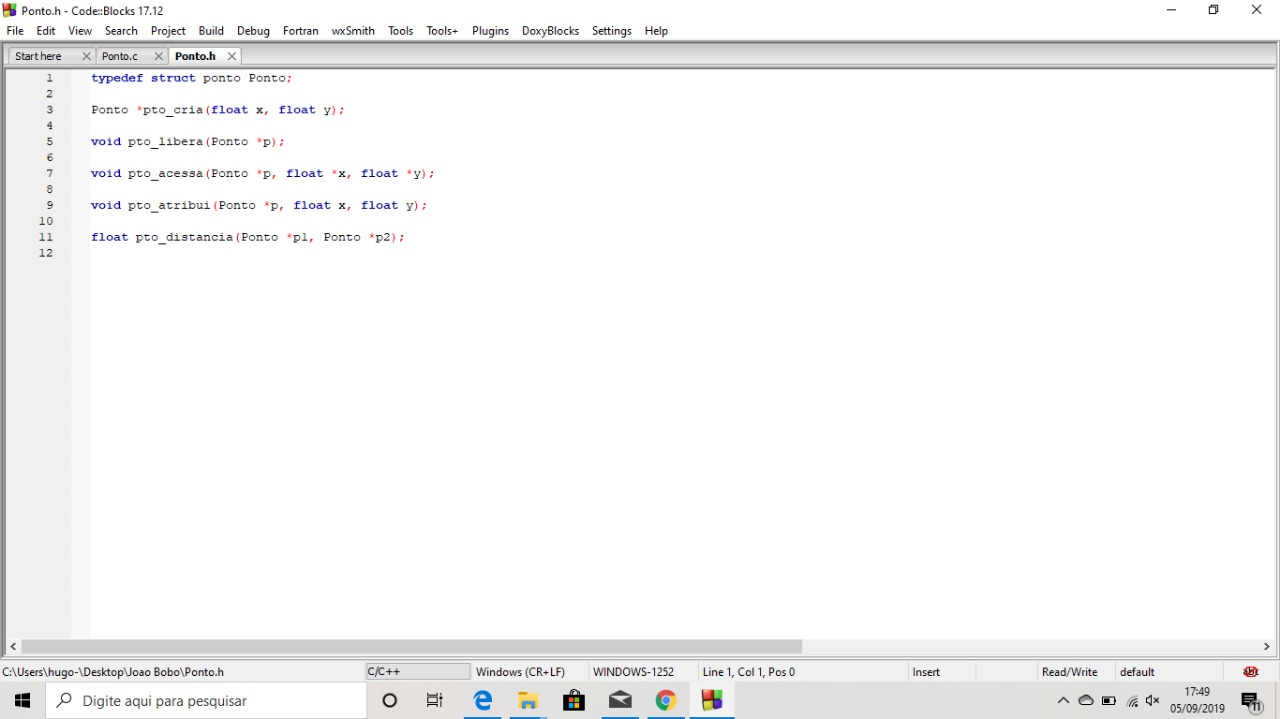 Ponto.h - Code::Blocks 17.12
File Edit View Search Project Build Debug Fortran wxSmith Tools Tools+ Plugins DoxyBlocks Settings Help
Start here Ponto.c Ponto.h
1 typedef struct ponto Ponto;
2
3 Ponto *pto_cria(float x, float y);
4
5 void pto_libera(Ponto *p);
6
7 void pto_acessa(Ponto *p, float *x, float *y);
8
9 void pto_atribui(Ponto *p, float x, float y);
10
11 float pto_distancia(Ponto *p1, Ponto *p2);
12
C:\Users\hugo-\Desktop\Joao Bobo\Ponto.h C/C++ Windows (CR+LF) WINDOWS-1252 Line 1, Col 1, Pos 0 Insert Read/Write default
Digite aqui para pesquisar
17:49
05/09/2019
11